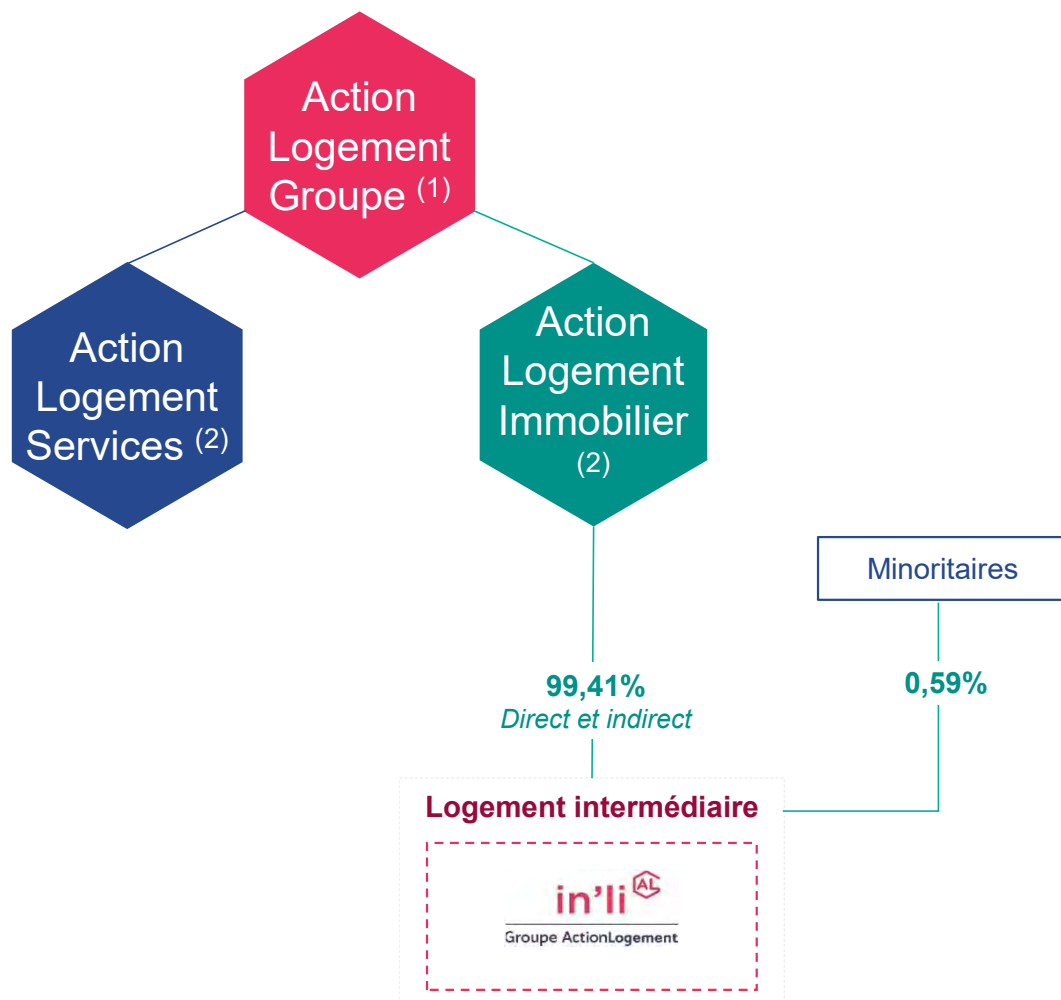 Action
Logement
Groupe (1)
Action
Logement
Services (2)
Action
Logement
Immobilier
(2)
Minoritaires
99,41%
Direct et indirect
0,59%
Logement intermédiaire
in'li AL
Groupe ActionLogement